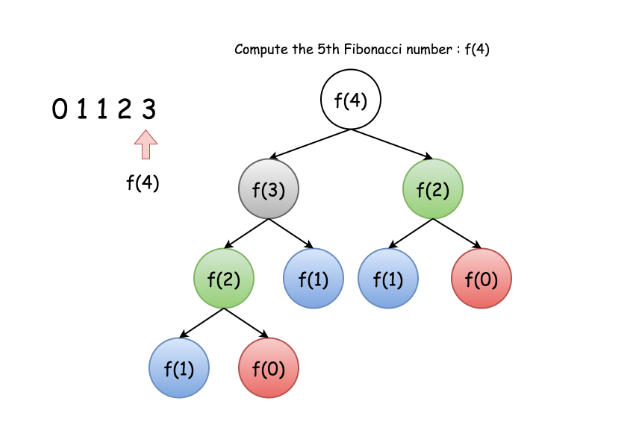 Compute the 5th Fibonacci number : f(4)
0 1 1 2 3
f(4)
f(4)
f(3)
f(2)
f(2)
f(1)
f(1)
f(0)
f(1)
f(0)